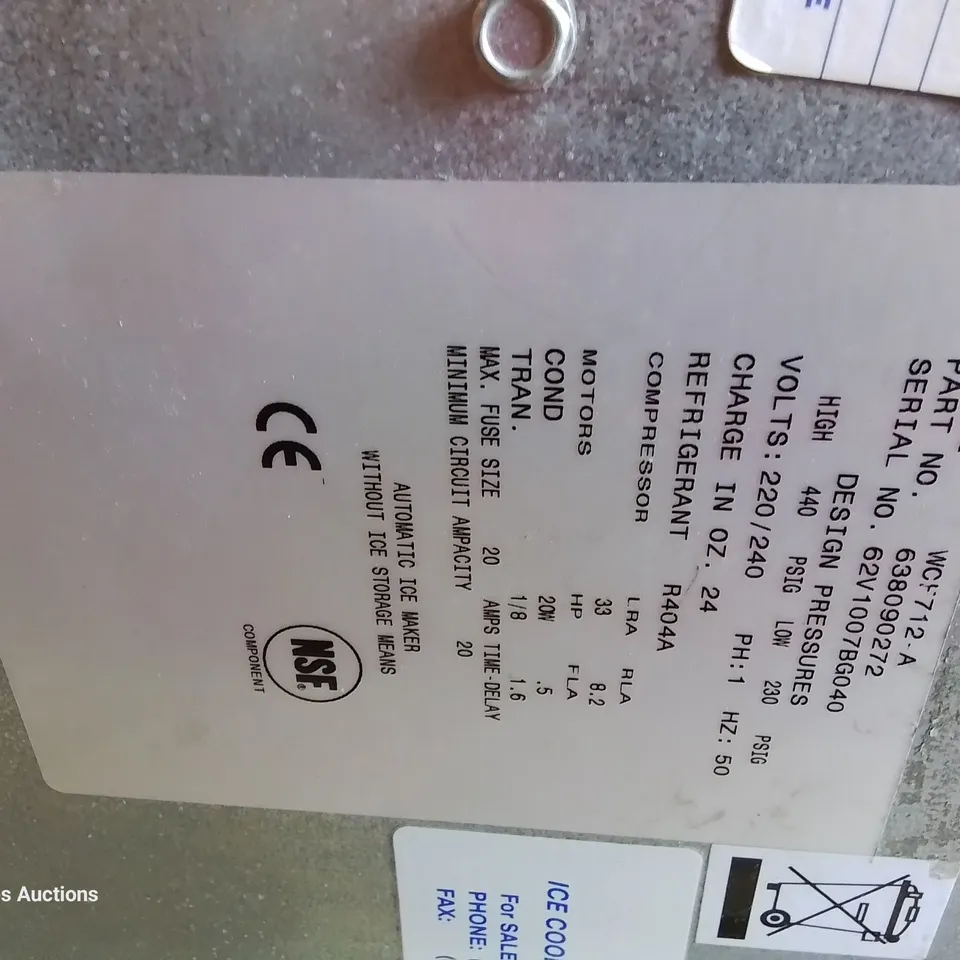 PART NO. 638090272
SERIAL NO. 62V1007BG040
DESIGN PRESSURES
HIGH 440 PSIG LOW 230 PSIG
VOLTS: 220/240 PH:1 HZ: 50
CHARGE IN OZ. 24
REFRIGERANT R404A
LRA RLA
COMPRESSOR 33 8.2
MOTORS HP FLA
COND 20W .5
TRAN. 1/8 1.6
MAX. FUSE SIZE 20 AMPS TIME-DELAY
MINIMUM CIRCUIT AMPACITY 20
AUTOMATIC ICE MAKER
WITHOUT ICE STORAGE MEANS
CE
NSF®
COMPONENT
ICE
For SALE
PHONE:
FAX: (
s Auctions